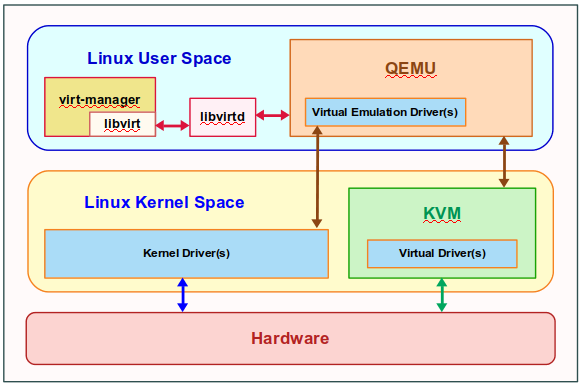 Linux User Space
QEMU
virt-manager
libvirt
libvirtd
Virtual Emulation Driver(s)
Linux Kernel Space
KVM
Kernel Driver(s)
Virtual Driver(s)
Hardware